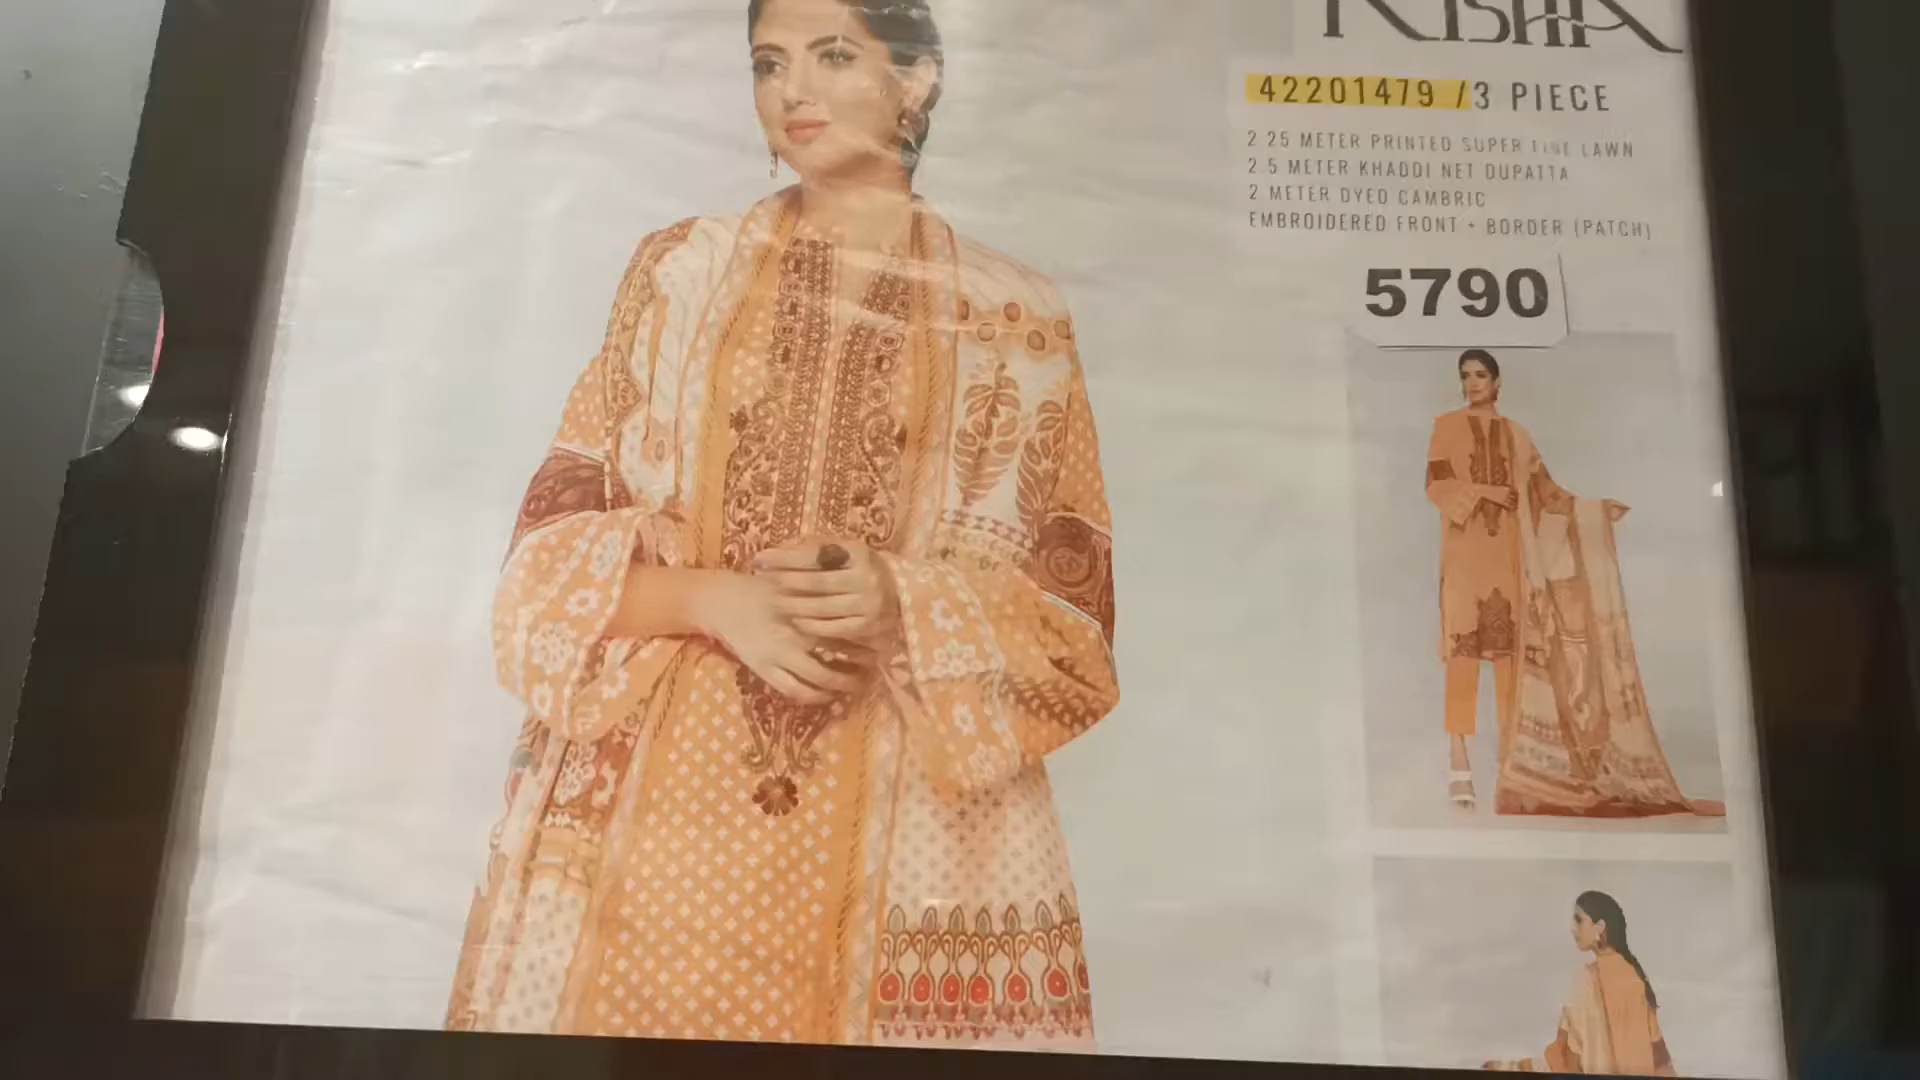 42201479 / 3 PIECE
2 25 METER PRINTED SUPER FINE LAWN
2.5 METER KHADDI NET DUPATTA
2 METER DYED CAMBRIC
EMBROIDERED FRONT + BORDER (PATCH)
5790